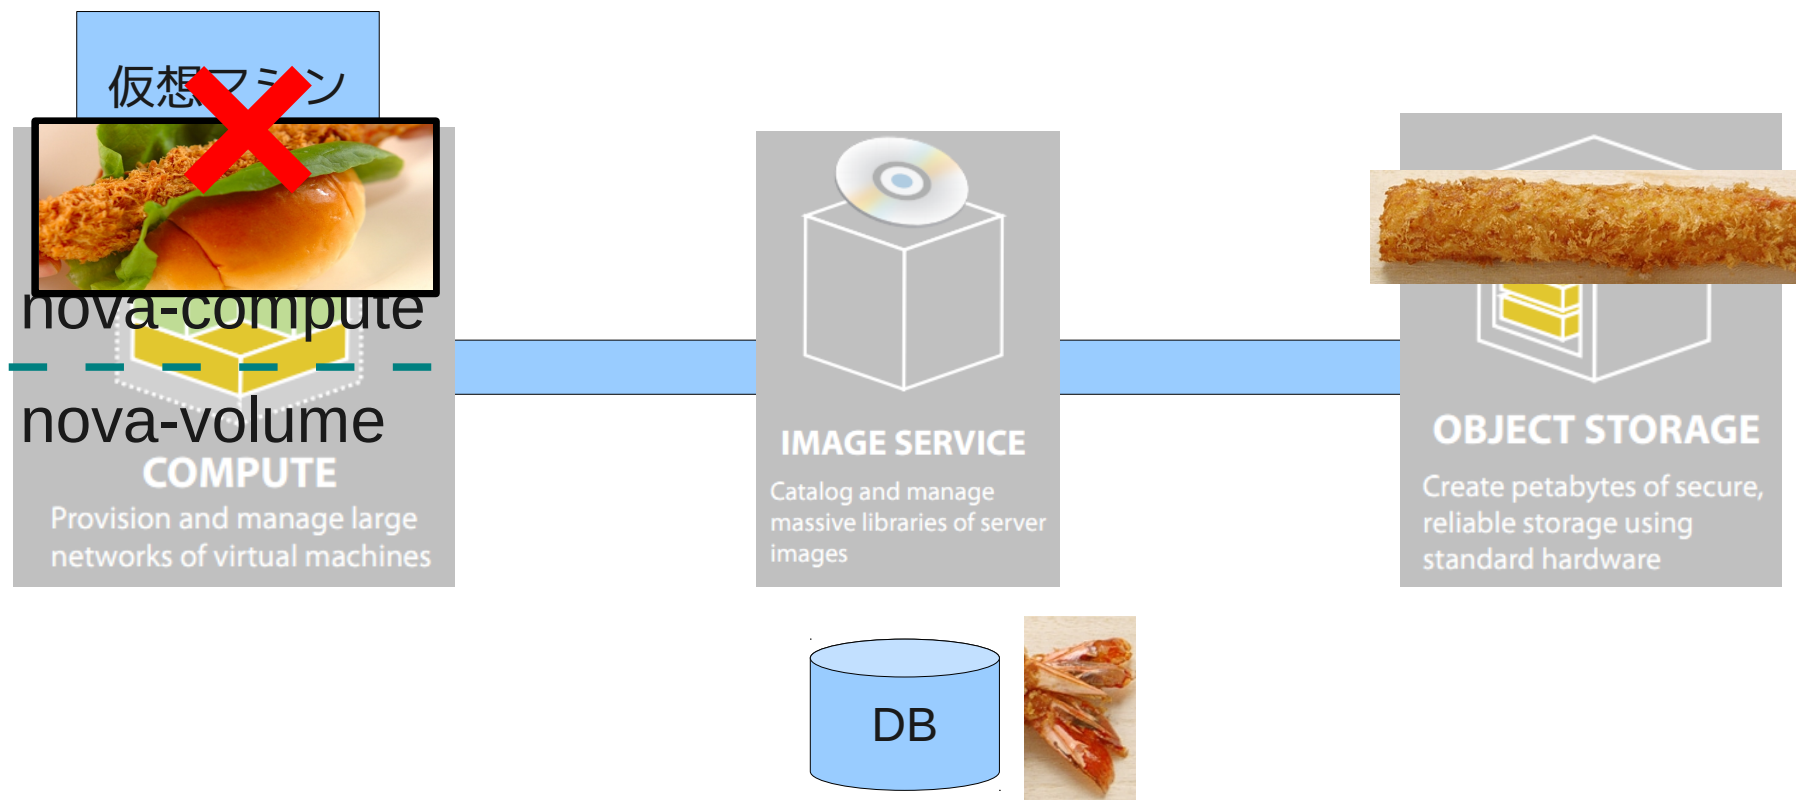 仮想マシン
nova-compute
nova-volume
COMPUTE
Provision and manage large
networks of virtual machines
IMAGE SERVICE
Catalog and manage
massive libraries of server
images
OBJECT STORAGE
Create petabytes of secure,
reliable storage using
standard hardware
DB